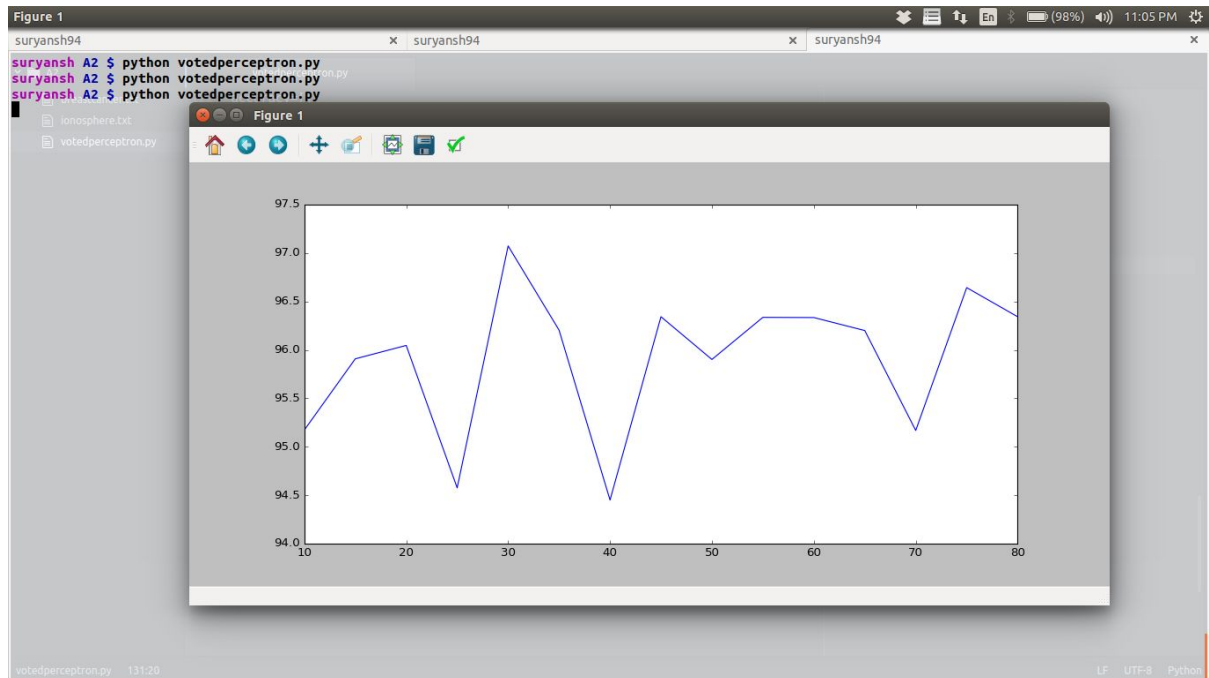 Figure 1
En (98%) 11:05 PM
suryansh94 × suryansh94 × suryansh94 ×
suryansh A2 $ python votedperceptron.py
suryansh A2 $ python votedperceptron.py
suryansh A2 $ python votedperceptron.py
ionosphere.txt
votedperceptron.py
Figure 1
97.5
97.0
96.5
96.0
95.5
95.0
94.5
94.0
10 20 30 40 50 60 70 80
votedperceptron.py 131:20
LF UTF-8 Python